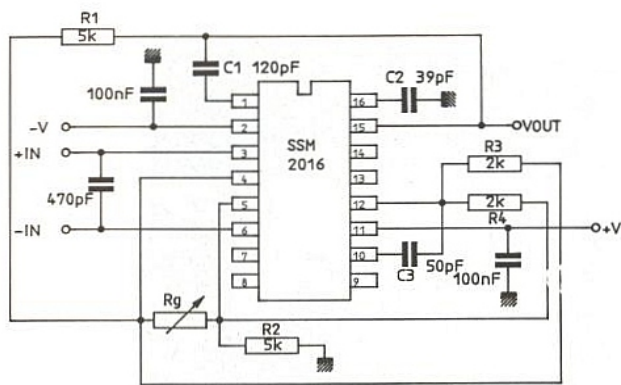 R1
5k
C1 120pF
C2 39pF
100nF
1
16
-V
2
15
VOUT
SSM
2016
+IN
3
14
R3
2k
4
13
470pF
5
12
2k
R4
-IN
6
11
+V
7
10
C3
50pF
100nF
8
9
Rg
R2
5k